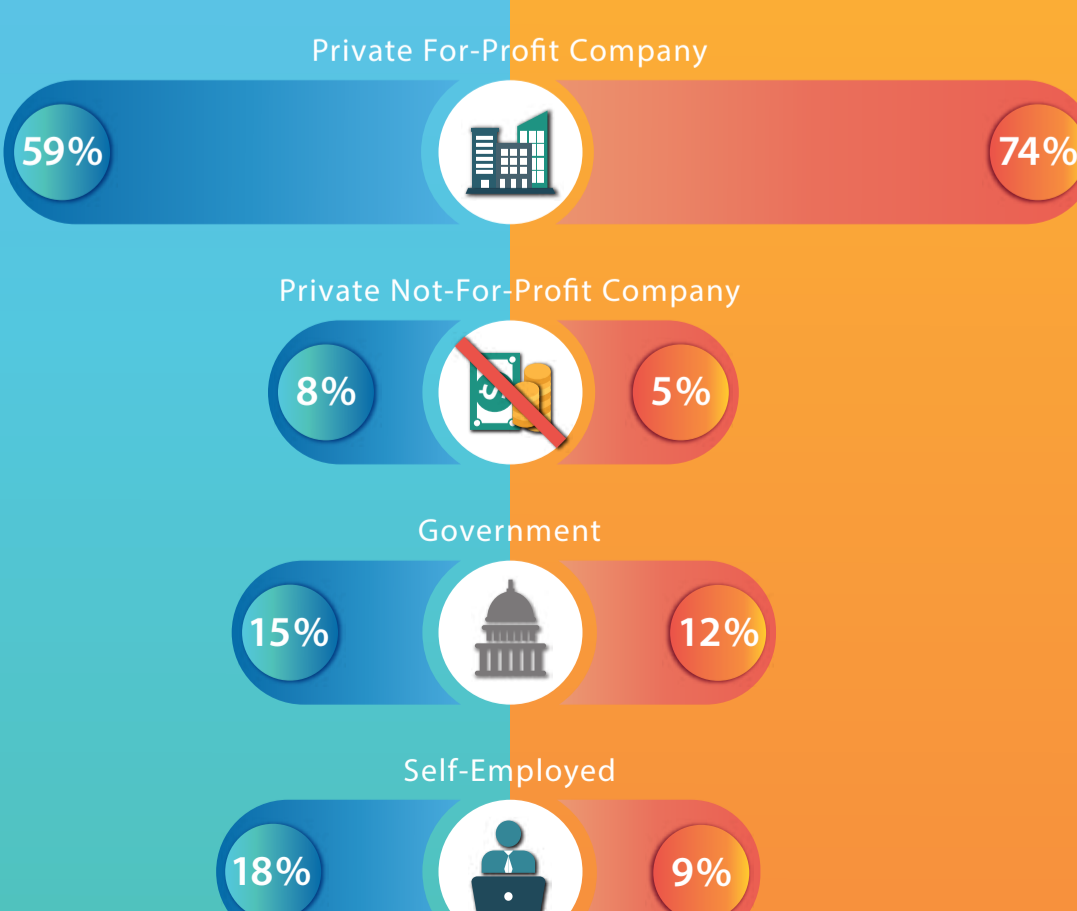 Private For-Profit Company
59% 74%
Private Not-For-Profit Company
8% 5%
Government
15% 12%
Self-Employed
18% 9%